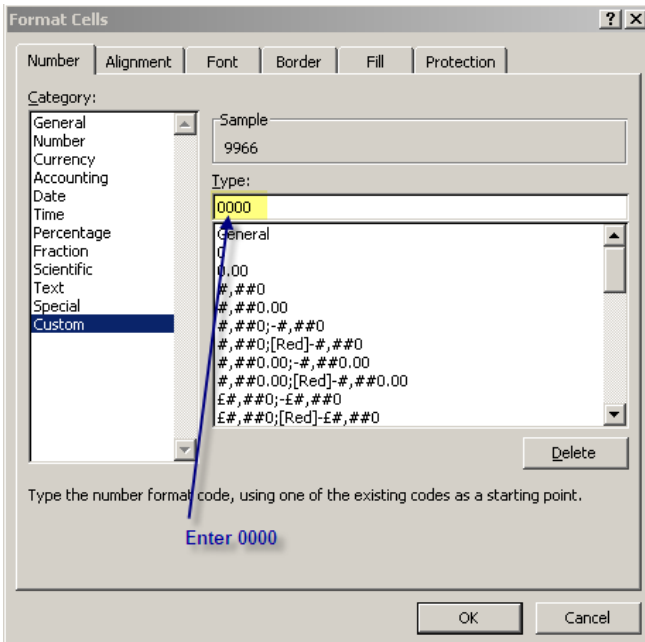 Format Cells
Number Alignment Font Border Fill Protection
Category:
General
Number
Currency
Accounting
Date
Time
Percentage
Fraction
Scientific
Text
Special
Custom
Sample
9966
Type:
0000
General
0
0.00
#,##0
#,##0.00
#,##0;-#,##0
#,##0;[Red]-#,##0
#,##0.00;-#,##0.00
#,##0.00;[Red]-#,##0.00
£#,##0;-£#,##0
£#,##0;[Red]-£#,##0
Delete
Type the number format code, using one of the existing codes as a starting point.
Enter 0000
OK Cancel